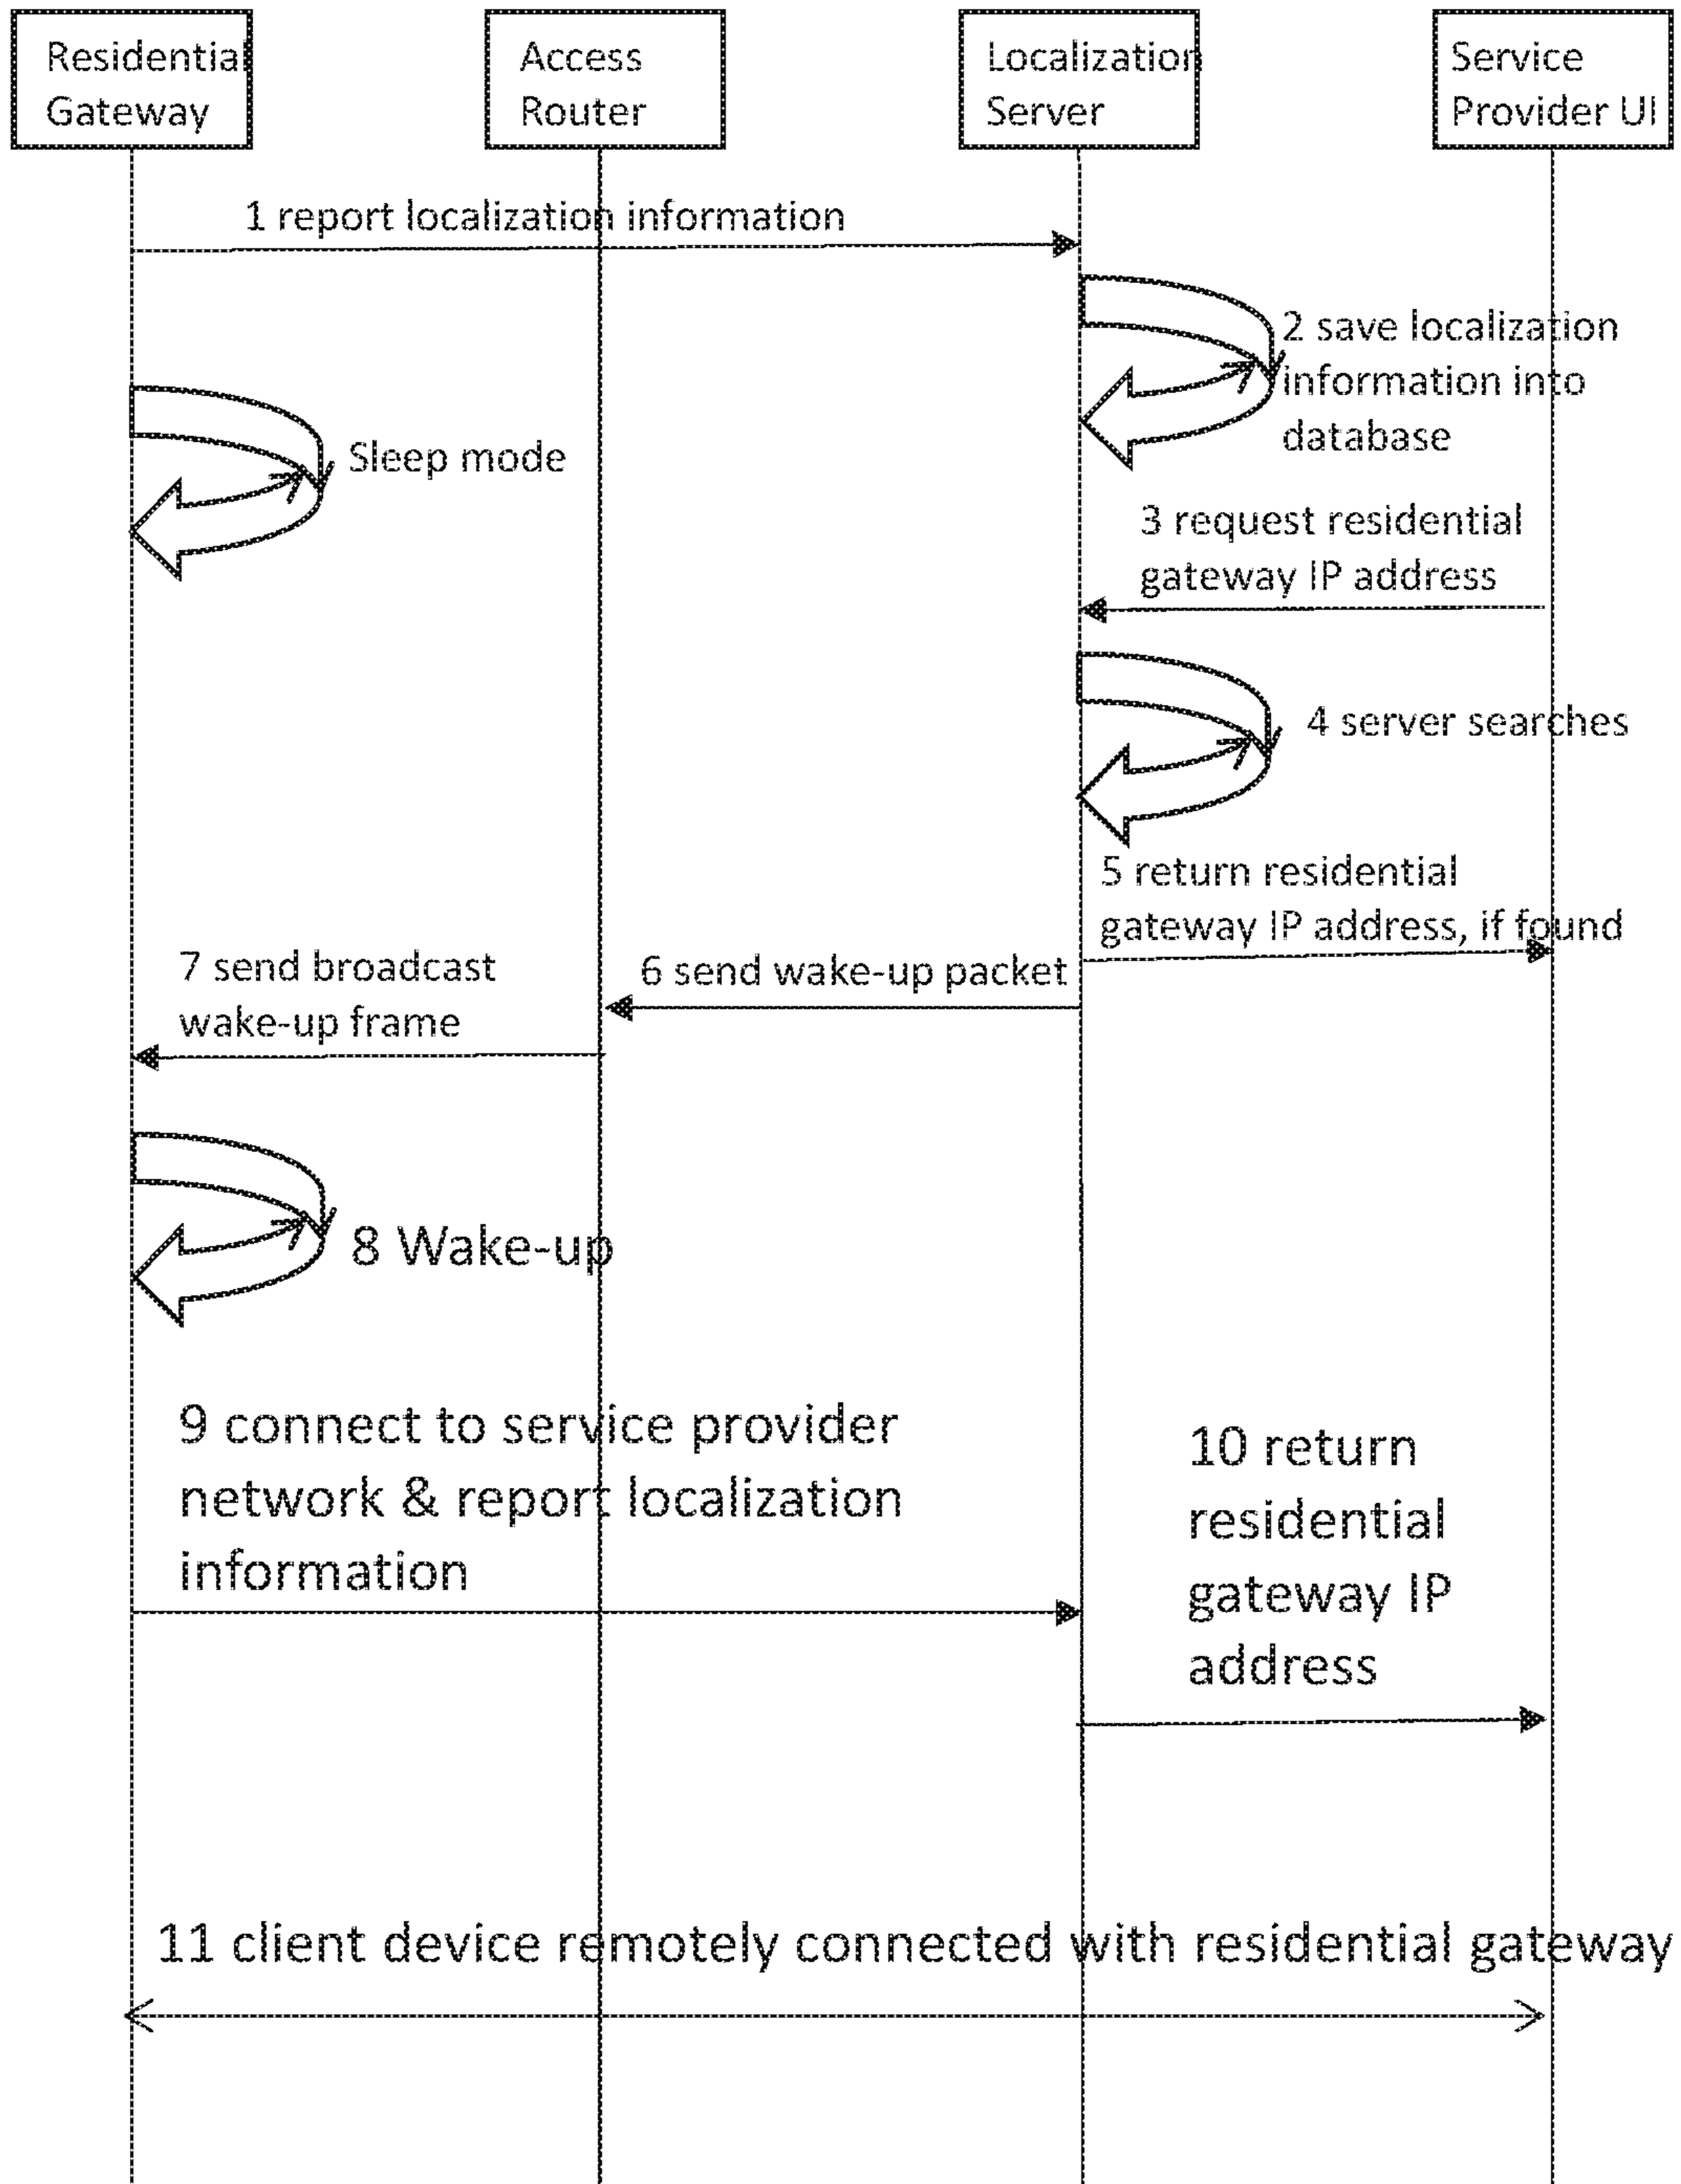 Residential
Gateway
Access
Router
Localization
Server
Service
Provider UI
1 report localization information
2 save localization
information into
database
Sleep mode
3 request residential
gateway IP address
4 server searches
5 return residential
gateway IP address, if found
6 send wake-up packet
7 send broadcast
wake-up frame
8 Wake-up
9 connect to service provider
network & report localization
information
10 return
residential
gateway IP
address
11 client device remotely connected with residential gateway